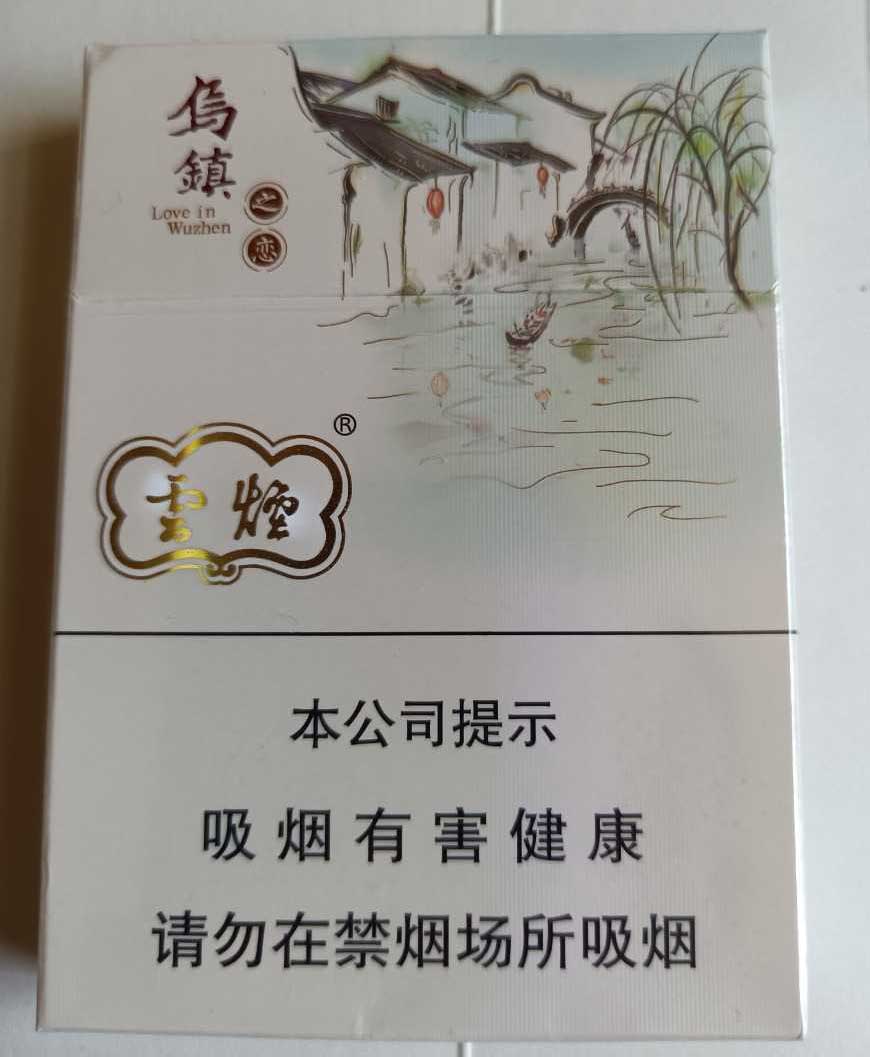 烏
鎮
之
恋
Love in
Wuzhen
®
雲煙
本公司提示
吸烟有害健康
请勿在禁烟场所吸烟